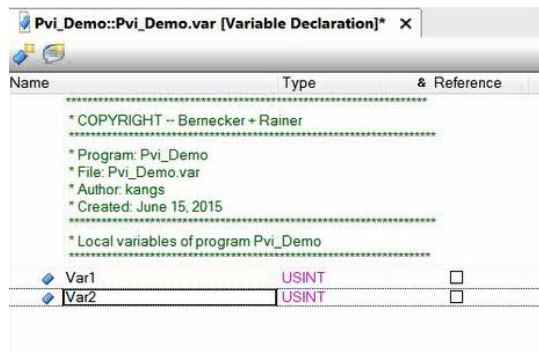 Pvi_Demo::Pvi_Demo.var [Variable Declaration]* X
Name Type & Reference
********************************************************************
* COPYRIGHT -- Bernecker + Rainer
********************************************************************
* Program: Pvi_Demo
* File: Pvi_Demo.var
* Author: kangs
* Created: June 15, 2015
********************************************************************
* Local variables of program Pvi_Demo
********************************************************************
Var1 USINT
Var2 USINT